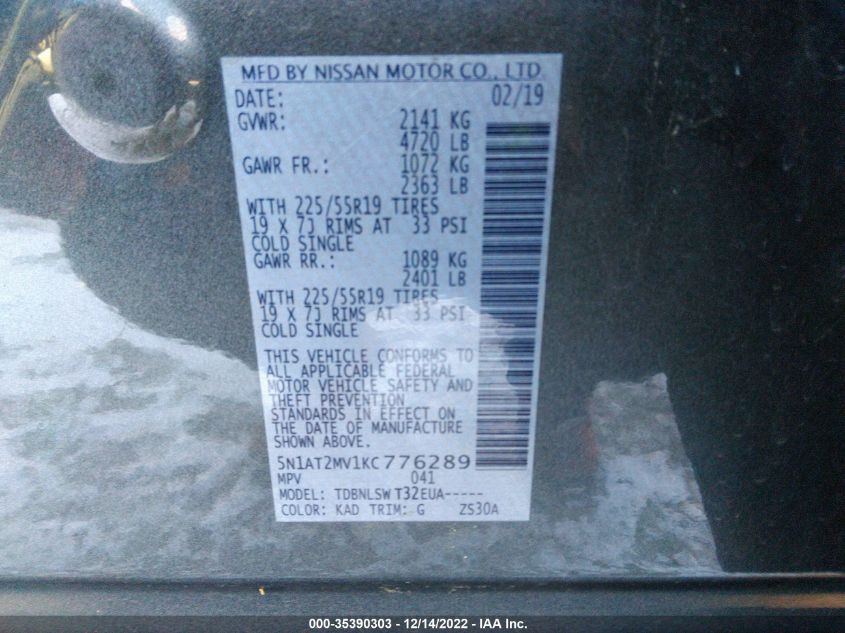 MFD BY NISSAN MOTOR CO., LTD
DATE: 02/19
GVWR: 2141 KG
4720 LB
GAWR FR.: 1072 KG
2363 LB
WITH 225/55R19 TIRES
19 X 7J RIMS AT 33 PSI
COLD SINGLE
GAWR RR.: 1089 KG
2401 LB
WITH 225/55R19 TIRES
19 X 7J RIMS AT 33 PSI
COLD SINGLE
THIS VEHICLE CONFORMS TO
ALL APPLICABLE FEDERAL
MOTOR VEHICLE SAFETY AND
THEFT PREVENTION
STANDARDS IN EFFECT ON
THE DATE OF MANUFACTURE
SHOWN ABOVE.
5N1AT2MV1KC776289
MPV 041
MODEL: TDBNLSW T32EUA-----
COLOR: KAD TRIM: G ZS30A
000-35390303 - 12/14/2022 - IAA Inc.